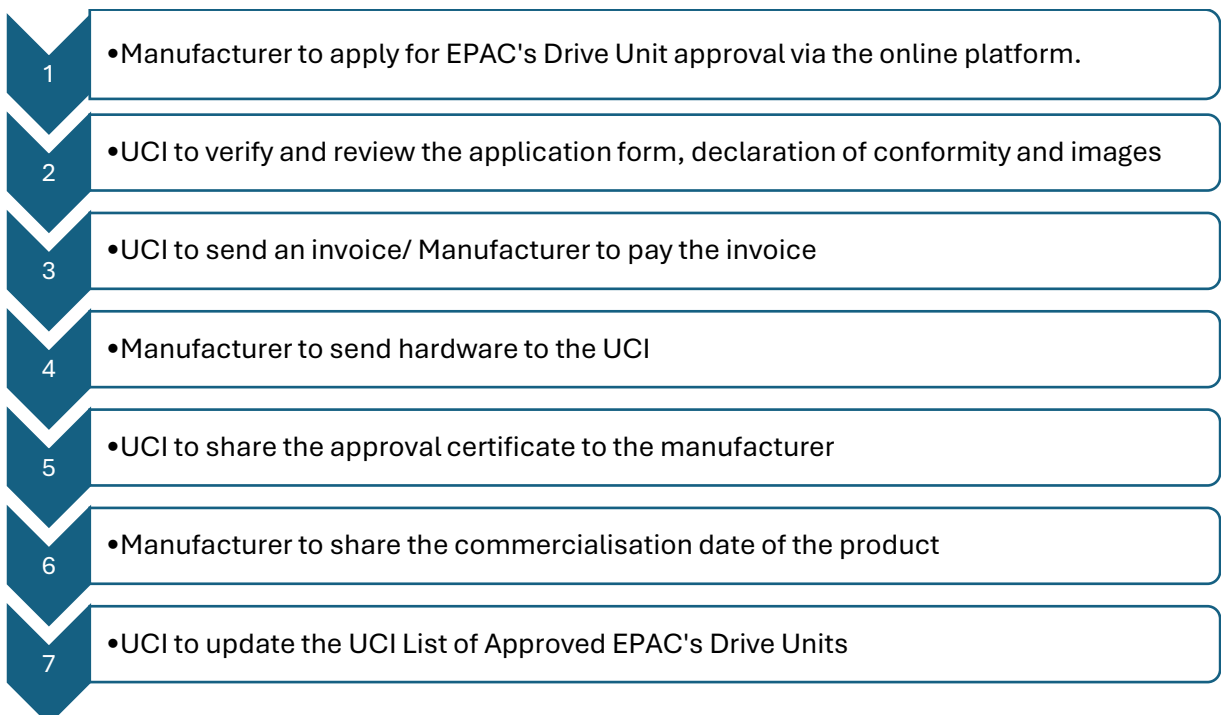 1
•Manufacturer to apply for EPAC's Drive Unit approval via the online platform.
2
•UCI to verify and review the application form, declaration of conformity and images
3
•UCI to send an invoice/ Manufacturer to pay the invoice
4
•Manufacturer to send hardware to the UCI
5
•UCI to share the approval certificate to the manufacturer
6
•Manufacturer to share the commercialisation date of the product
7
•UCI to update the UCI List of Approved EPAC's Drive Units